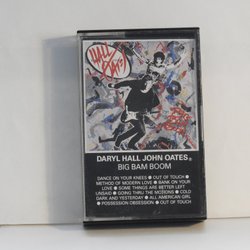 HALL
OATES
DARYL HALL JOHN OATES®
BIG BAM BOOM
DANCE ON YOUR KNEES • OUT OF TOUCH •
METHOD OF MODERN LOVE • BANK ON YOUR
LOVE • SOME THINGS ARE BETTER LEFT
UNSAID • GOING THRU THE MOTIONS • COLD
DARK AND YESTERDAY • ALL AMERICAN GIRL
• POSSESSION OBSESSION • OUT OF TOUCH